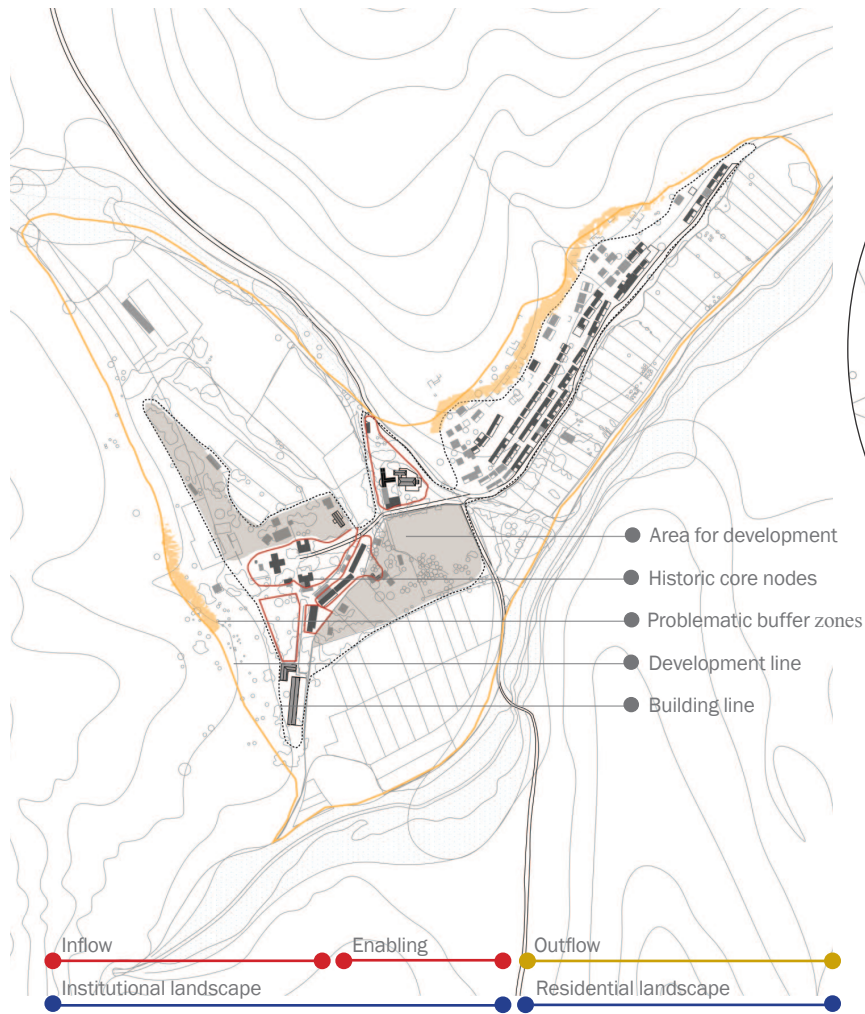 Area for development
Historic core nodes
Problematic buffer zones
Development line
Building line
Inflow
Enabling
Outflow
Institutional landscape
Residential landscape